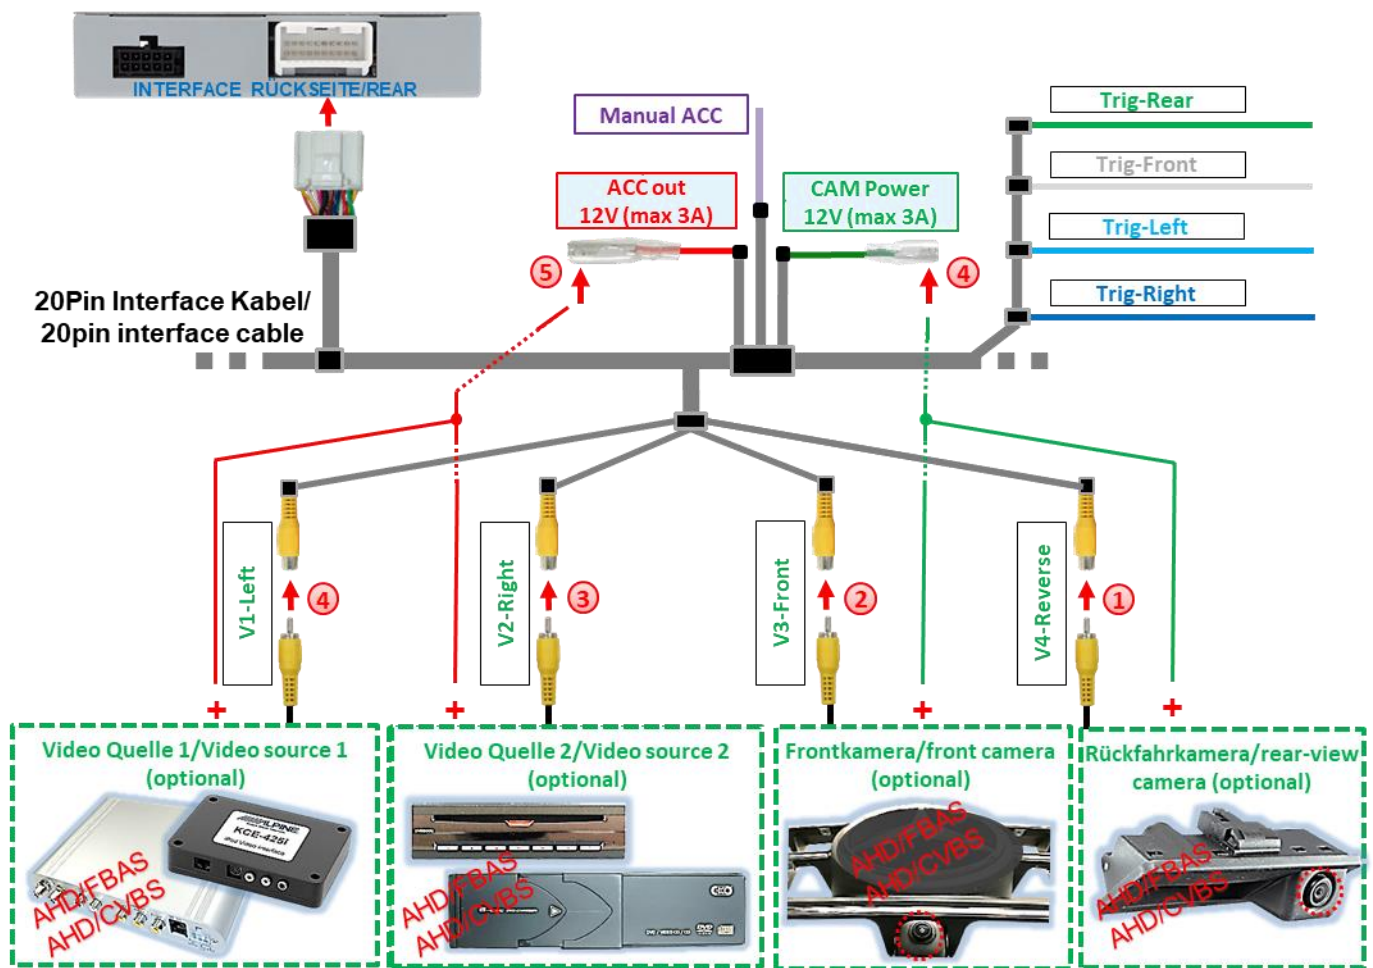 INTERFACE RÜCKSEITE/REAR
Manual ACC
ACC out
12V (max 3A)
CAM Power
12V (max 3A)
Trig-Rear
Trig-Front
Trig-Left
Trig-Right
5
4
20Pin Interface Kabel/
20pin interface cable
V1-Left
4
V2-Right
3
V3-Front
2
V4-Reverse
1
+
+
+
+
Video Quelle 1/Video source 1
(optional)
Video Quelle 2/Video source 2
(optional)
Frontkamera/front camera
(optional)
Rückfahrkamera/rear-view
camera (optional)
ALPINE
KCE-425i
iPod Video Interface
AHD/FBAS
AHD/CVBS
AHD/FBAS
AHD/CVBS
AHD/FBAS
AHD/CVBS
AHD/FBAS
AHD/CVBS